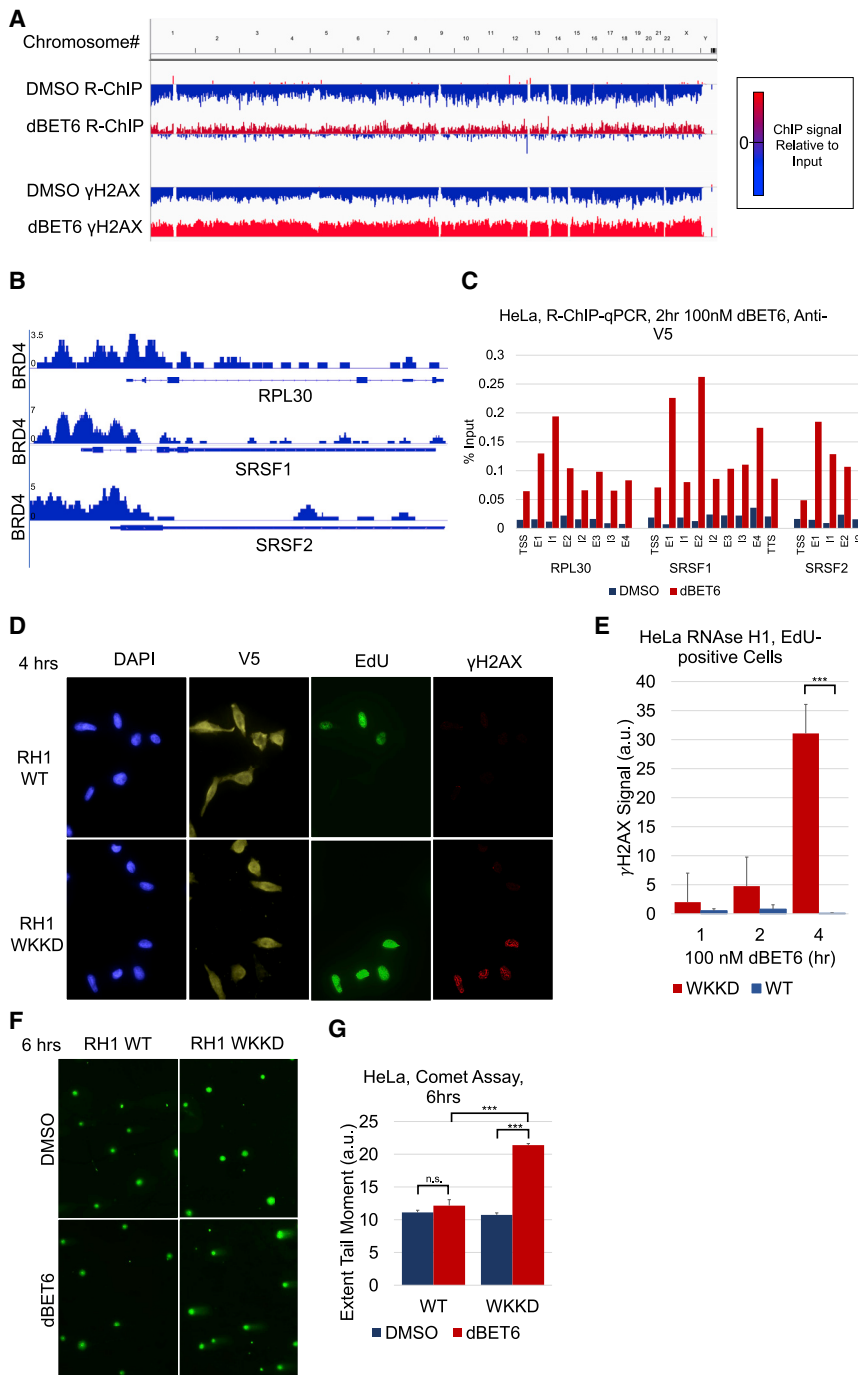 A
Chromosome#
1 2 3 4 5 6 7 8 9 10 11 12 13 14 15 16 17 18 19 20 21 22 X Y
DMSO R-ChIP
dBET6 R-ChIP
DMSO γH2AX
dBET6 γH2AX
0
ChIP signal
Relative to
Input
B
3.5
0
BRD4
RPL30
7
0
BRD4
SRSF1
5
0
BRD4
SRSF2
C
HeLa, R-ChIP-qPCR, 2hr 100nM dBET6, Anti-
V5
% Input
0.3
0.25
0.2
0.15
0.1
0.05
0
TSS E1 I1 E2 I2 E3 I3 E4 TSS E1 I1 E2 I2 E3 I3 E4 TTS TSS E1 I1 E2
RPL30 SRSF1 SRSF2
DMSO dBET6
D
4 hrs
DAPI V5 EdU γH2AX
RH1
WT
RH1
WKKD
E
HeLa RNAse H1, EdU-
positive Cells
γH2AX Signal (a.u.)
40
35
30
25
20
15
10
5
0
***
1 2 4
100 nM dBET6 (hr)
WKKD WT
F
6 hrs
RH1 WT RH1 WKKD
DMSO
dBET6
G
HeLa, Comet Assay,
6hrs
Extent Tail Moment (a.u.)
25
20
15
10
5
0
***
***
n.s.
WT WKKD
DMSO dBET6